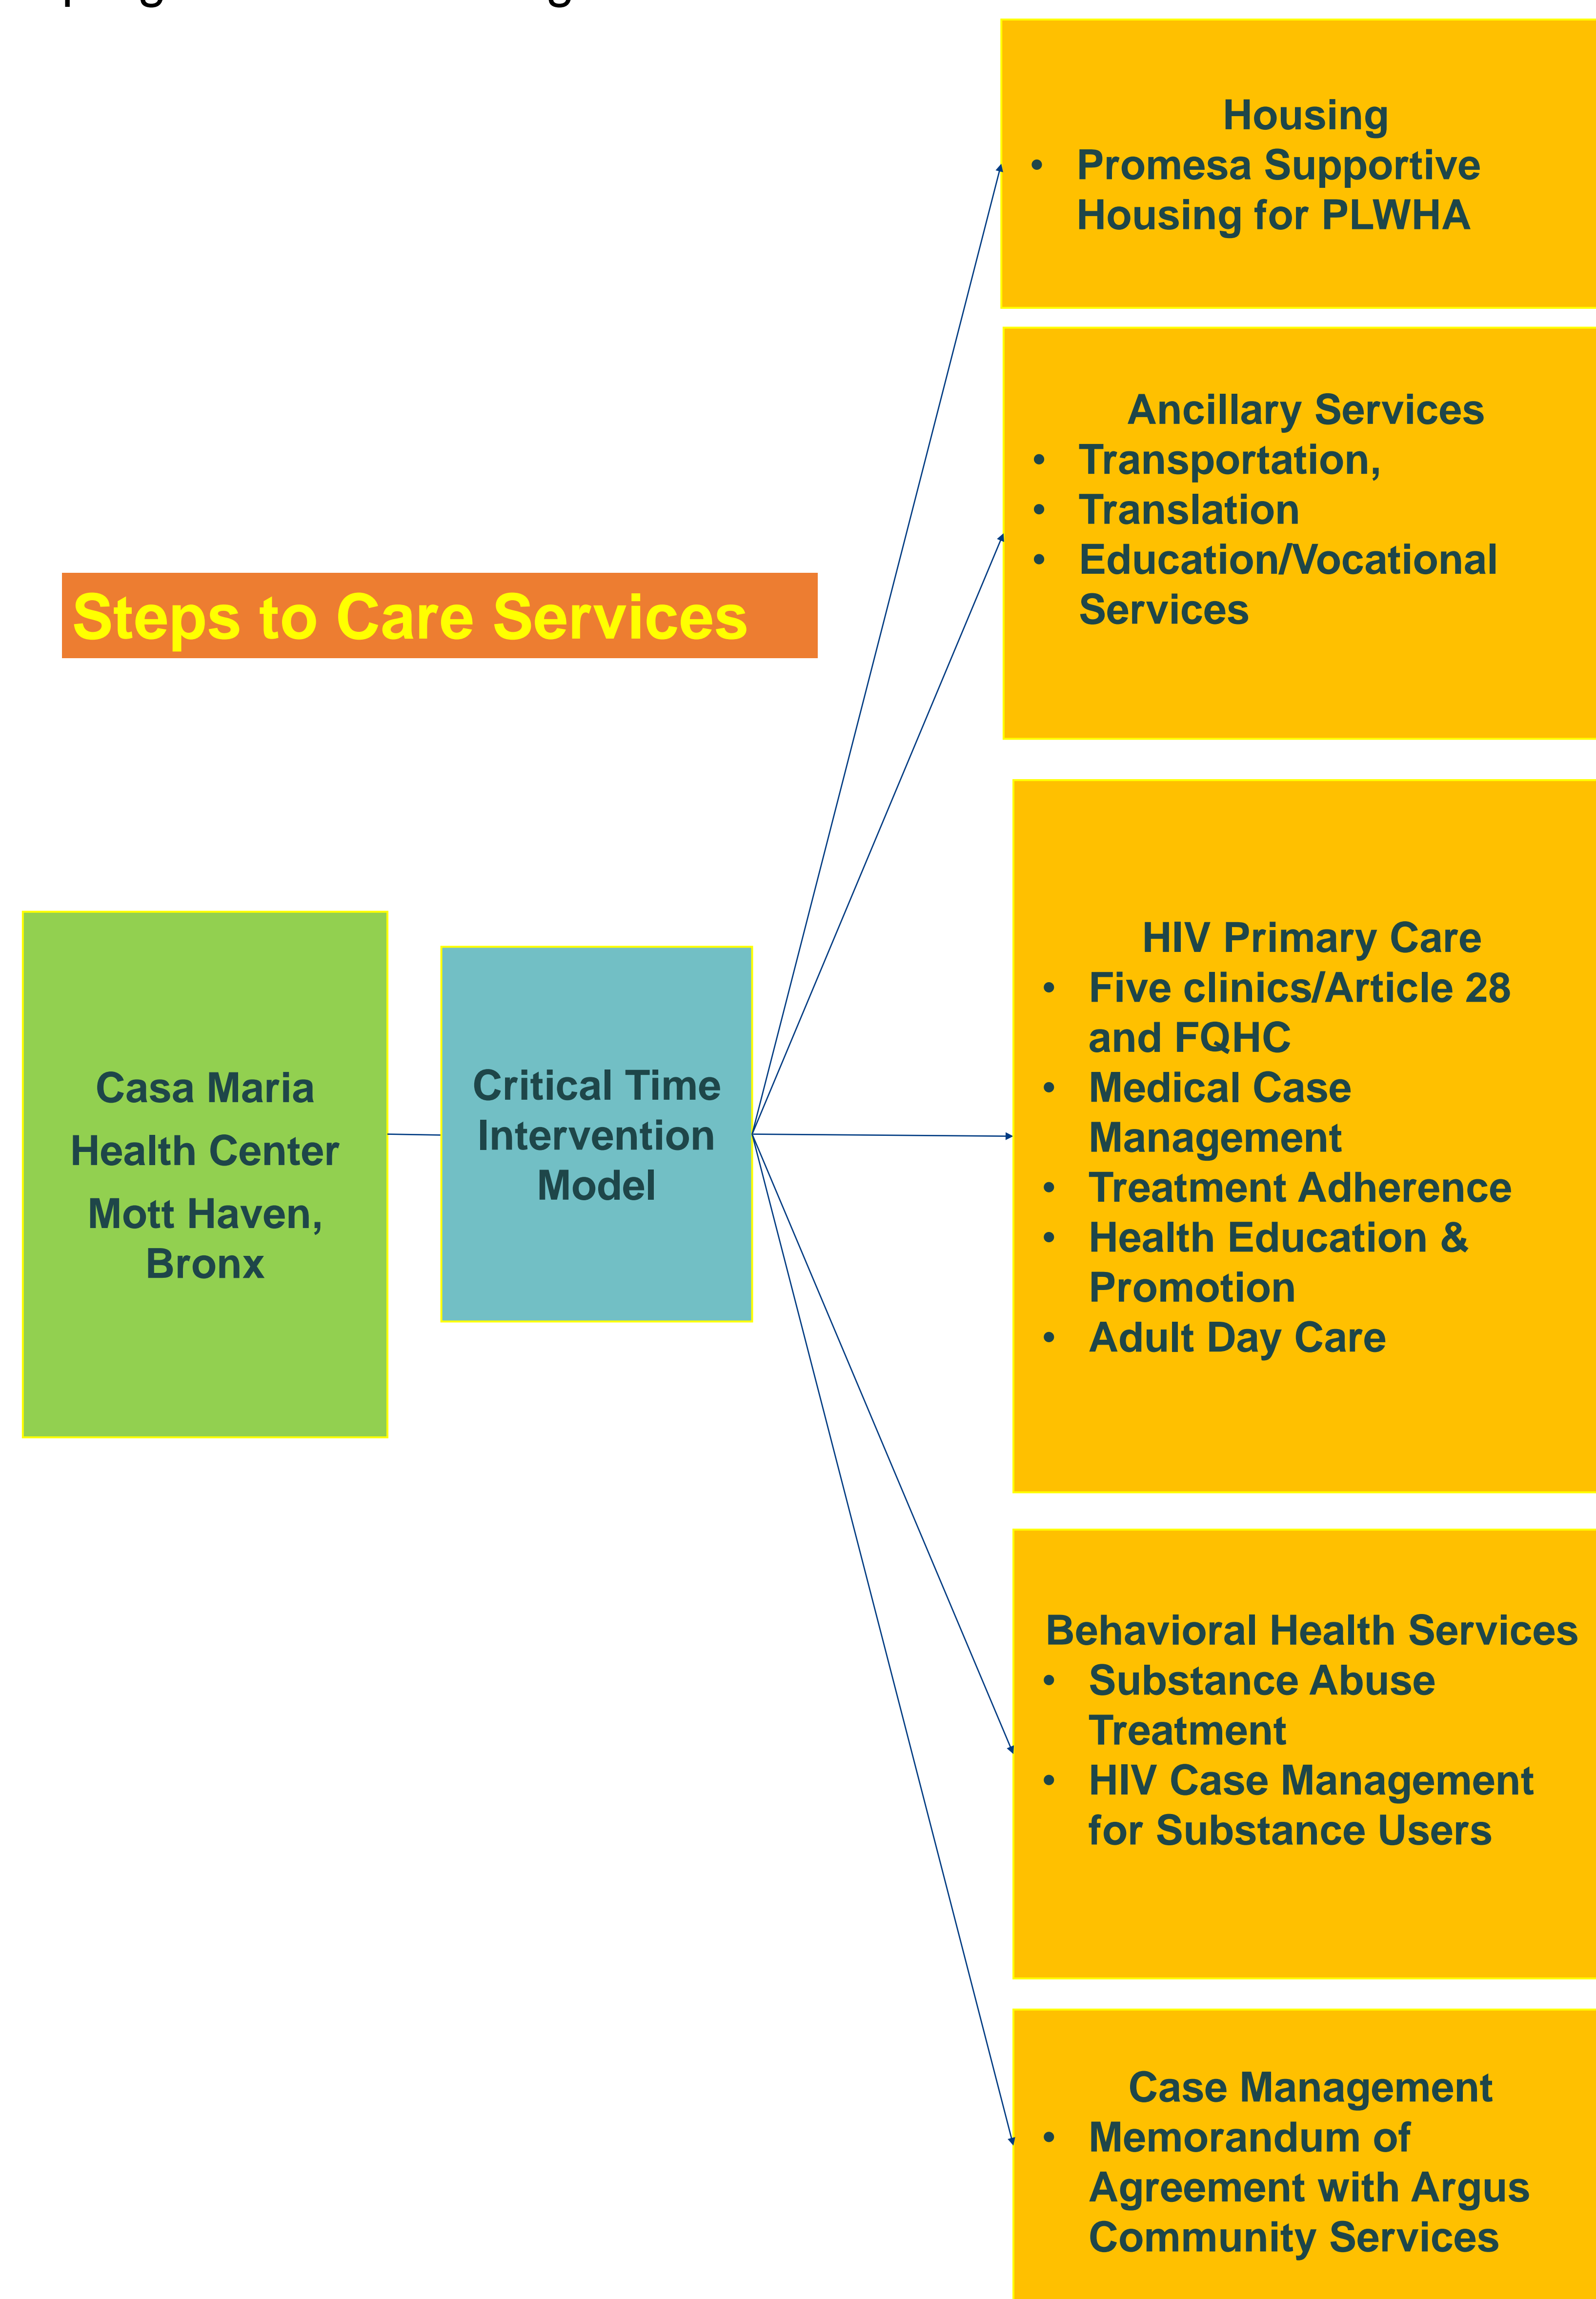 Steps to Care Services
Casa Maria
Health Center
Mott Haven,
Bronx
Critical Time
Intervention
Model
Housing
• Promesa Supportive
Housing for PLWHA
Ancillary Services
• Transportation,
• Translation
• Education/Vocational
Services
HIV Primary Care
• Five clinics/Article 28
and FQHC
• Medical Case
Management
• Treatment Adherence
• Health Education &
Promotion
• Adult Day Care
Behavioral Health Services
• Substance Abuse
Treatment
• HIV Case Management
for Substance Users
Case Management
• Memorandum of
Agreement with Argus
Community Services